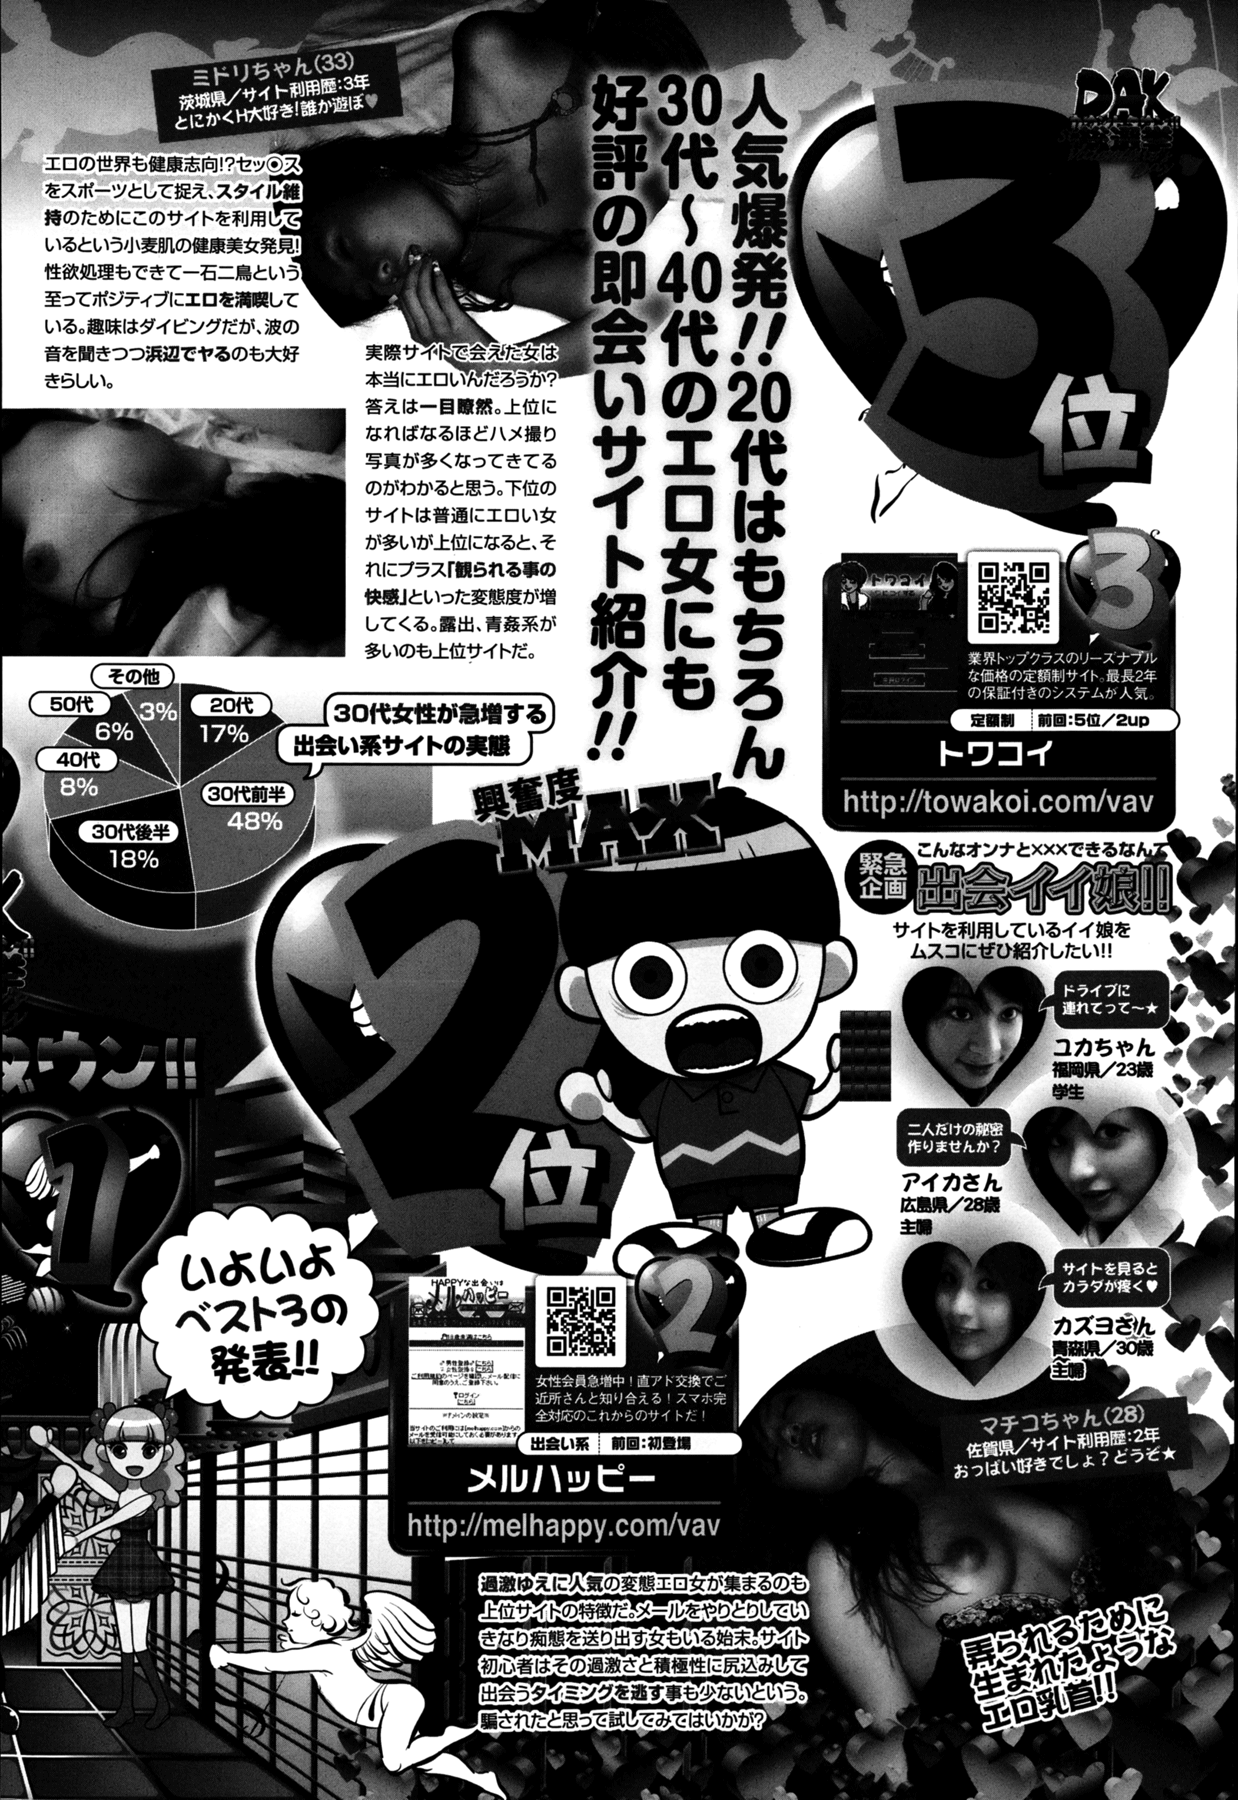 DAK
3位
人気爆発!!20代はもちろん
30代〜40代のエロ女にも
好評の即会いサイト紹介!!
ミドリちゃん(33)
茨城県／サイト利用歴:3年
とにかくH大好き!誰か遊ぼ♥
エロの世界も健康志向!?セッ◯ス
をスポーツとして捉え、スタイル維
持のためにこのサイトを利用して
いるという小麦肌の健康美女発見!
性欲処理もできて一石二鳥という
至ってポジティブにエロを満喫して
いる。趣味はダイビングだが、波の
音を聞きつつ浜辺でヤるのも大好
きらしい。
実際サイトで会えた女は
本当にエロいんだろうか?
答えは一目瞭然。上位に
なればなるほどハメ撮り
写真が多くなってきてる
のがわかると思う。下位の
サイトは普通にエロい女
が多いが上位になると、そ
れにプラス「観られる事の
快感」といった変態度が増
してくる。露出、青姦系が
多いのも上位サイトだ。
3
トワコイ
業界トップクラスのリーズナブル
な価格の定額制サイト。最長2年
の保証付きのシステムが人気。
定額制 前回:5位／2up
トワコイ
http://towakoi.com/vav
30代女性が急増する
出会い系サイトの実態
その他
3%
20代
17%
50代
6%
40代
8%
30代前半
48%
30代後半
18%
興奮度
MAX
2位
緊急
企画
こんなオンナと×××できるなんて
出会イイ娘!!
サイトを利用しているイイ娘を
ムスコにぜひ紹介したい!!
ドライブに
連れてって〜★
ユカちゃん
福岡県／23歳
学生
二人だけの秘密
作りませんか?
アイカさん
広島県／28歳
主婦
サイトを見ると
カラダが疼く♥
カズヨさん
青森県／30歳
主婦
ダウン!!
1
いよいよ
ベスト3の
発表!!
2
HAPPYな出会いは
メルハッピー
ログイン
女性会員急増中!直アド交換でご
近所さんと知り合える!スマホ完
全対応のこれからのサイトだ!
出会い系 前回:初登場
メルハッピー
http://melhappy.com/vav
マチコちゃん(28)
佐賀県／サイト利用歴:2年
おっぱい好きでしょ?どうぞ★
過激ゆえに人気の変態エロ女が集まるのも
上位サイトの特徴だ。メールをやりとりしてい
きなり痴態を送り出す女もいる始末。サイト
初心者はその過激さと積極性に尻込みして
出会うタイミングを逃す事も少ないという。
騙されたと思って試してみてはいかが?
弄られるために
生まれたような
エロ乳首!!